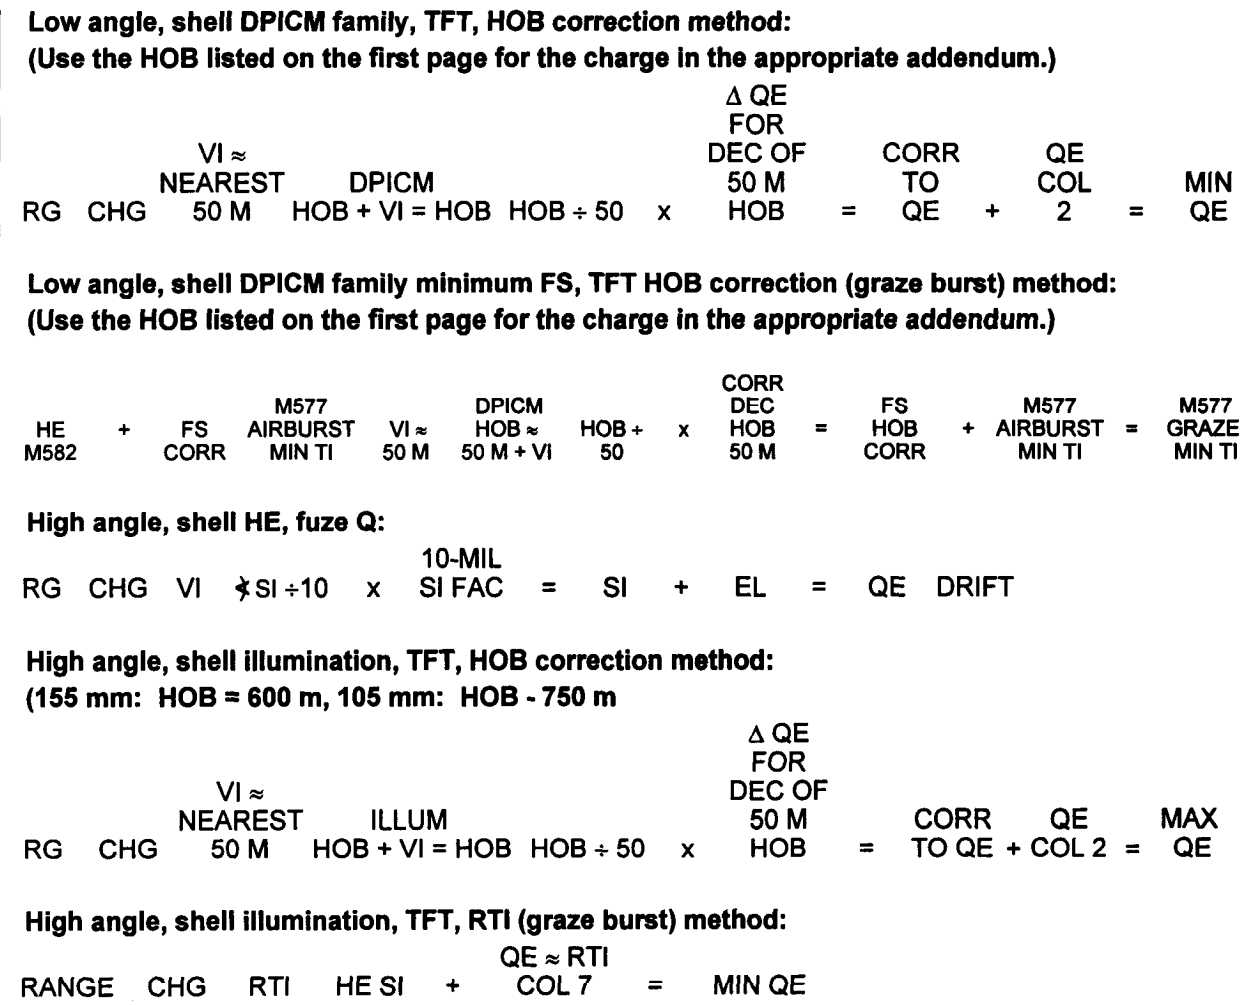 Low angle, shell DPICM family, TFT, HOB correction method:
(Use the HOB listed on the first page for the charge in the appropriate addendum.)
Δ QE
FOR
VI ≈ DEC OF CORR QE
NEAREST DPICM 50 M TO COL MIN
RG CHG 50 M HOB + VI = HOB HOB ÷ 50 x HOB = QE + 2 = QE
Low angle, shell DPICM family minimum FS, TFT HOB correction (graze burst) method:
(Use the HOB listed on the first page for the charge in the appropriate addendum.)
CORR
M577 DPICM DEC FS M577 M577
HE + FS AIRBURST VI ≈ HOB ≈ HOB ÷ x HOB = HOB + AIRBURST = GRAZE
M582 CORR MIN TI 50 M 50 M + VI 50 50 M CORR MIN TI MIN TI
High angle, shell HE, fuze Q:
10-MIL
RG CHG VI ∢ SI ÷10 x SI FAC = SI + EL = QE DRIFT
High angle, shell illumination, TFT, HOB correction method:
(155 mm: HOB = 600 m, 105 mm: HOB - 750 m
Δ QE
FOR
VI ≈ DEC OF
NEAREST ILLUM 50 M CORR QE MAX
RG CHG 50 M HOB + VI = HOB HOB ÷ 50 x HOB = TO QE + COL 2 = QE
High angle, shell illumination, TFT, RTI (graze burst) method:
QE ≈ RTI
RANGE CHG RTI HE SI + COL 7 = MIN QE